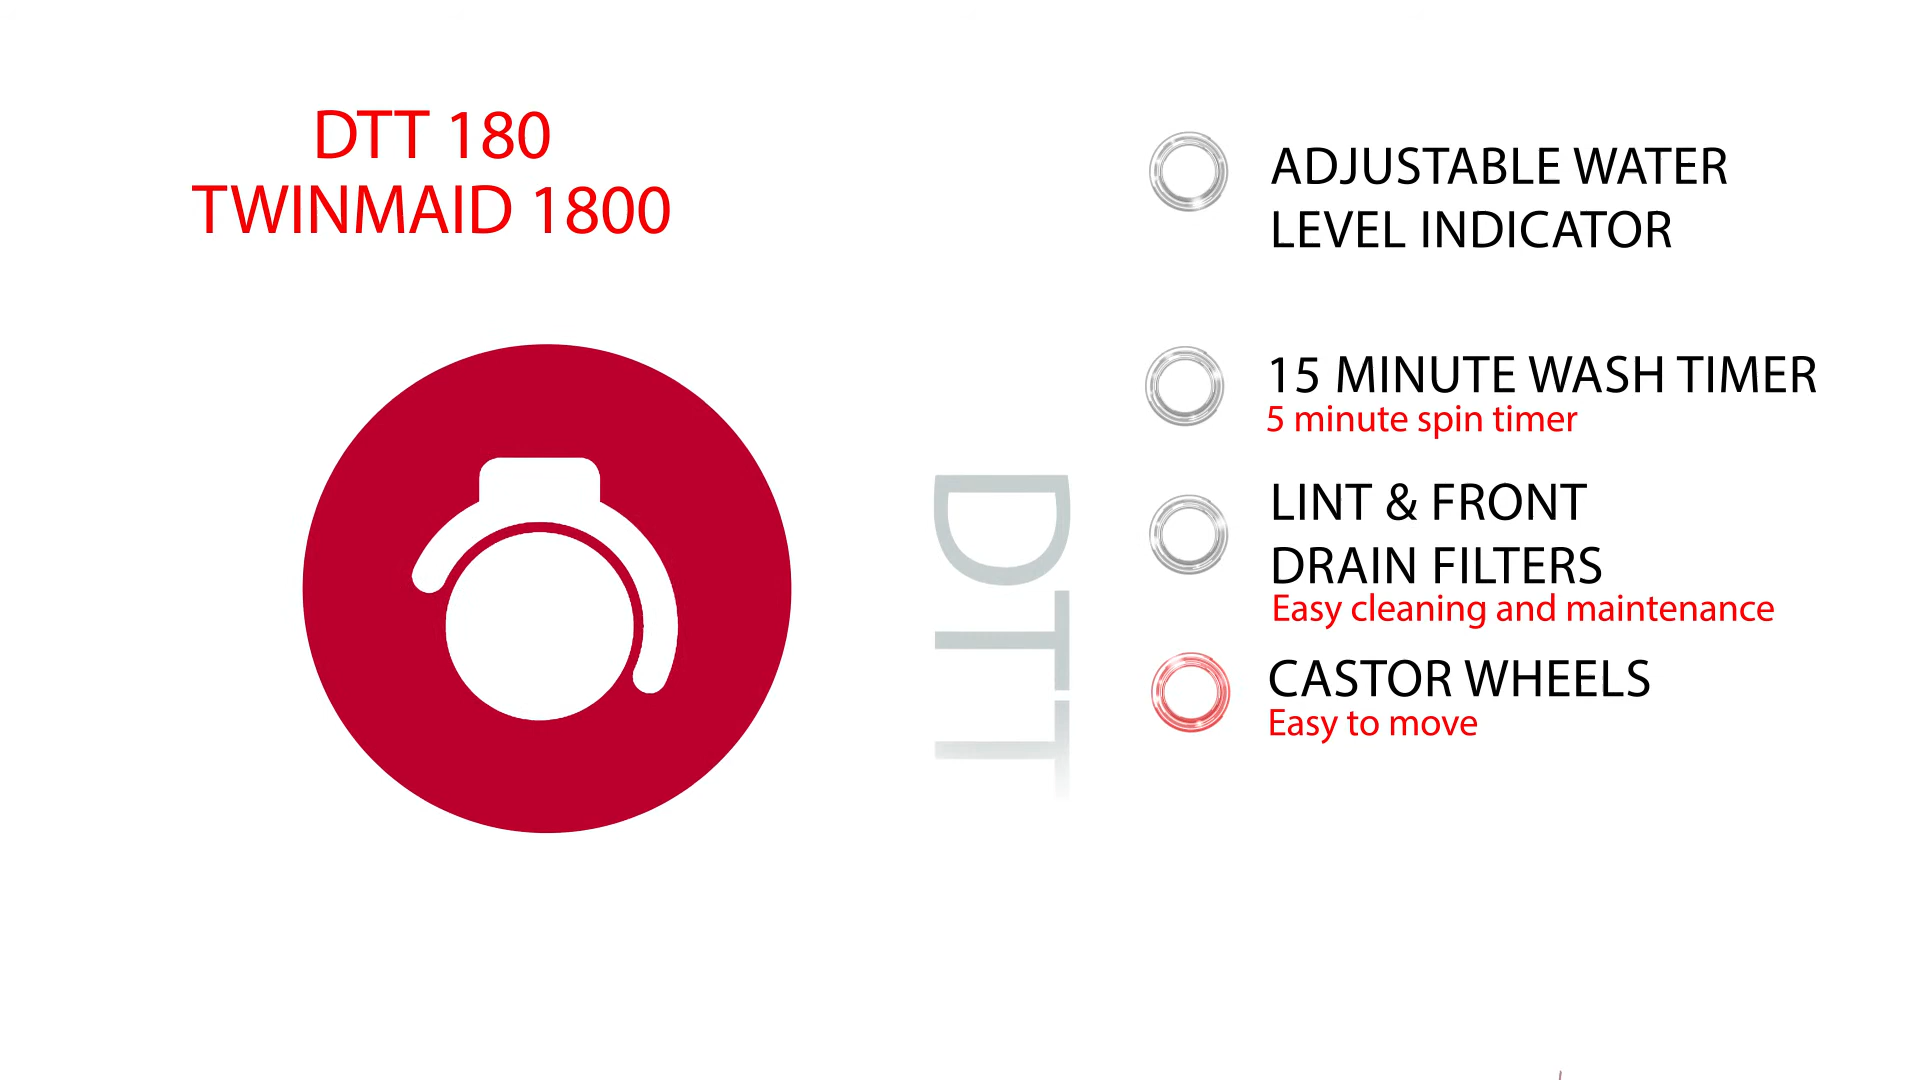 DTT 180
TWINMAID 1800
DTT
ADJUSTABLE WATER
LEVEL INDICATOR
15 MINUTE WASH TIMER
5 minute spin timer
LINT & FRONT
DRAIN FILTERS
Easy cleaning and maintenance
CASTOR WHEELS
Easy to move